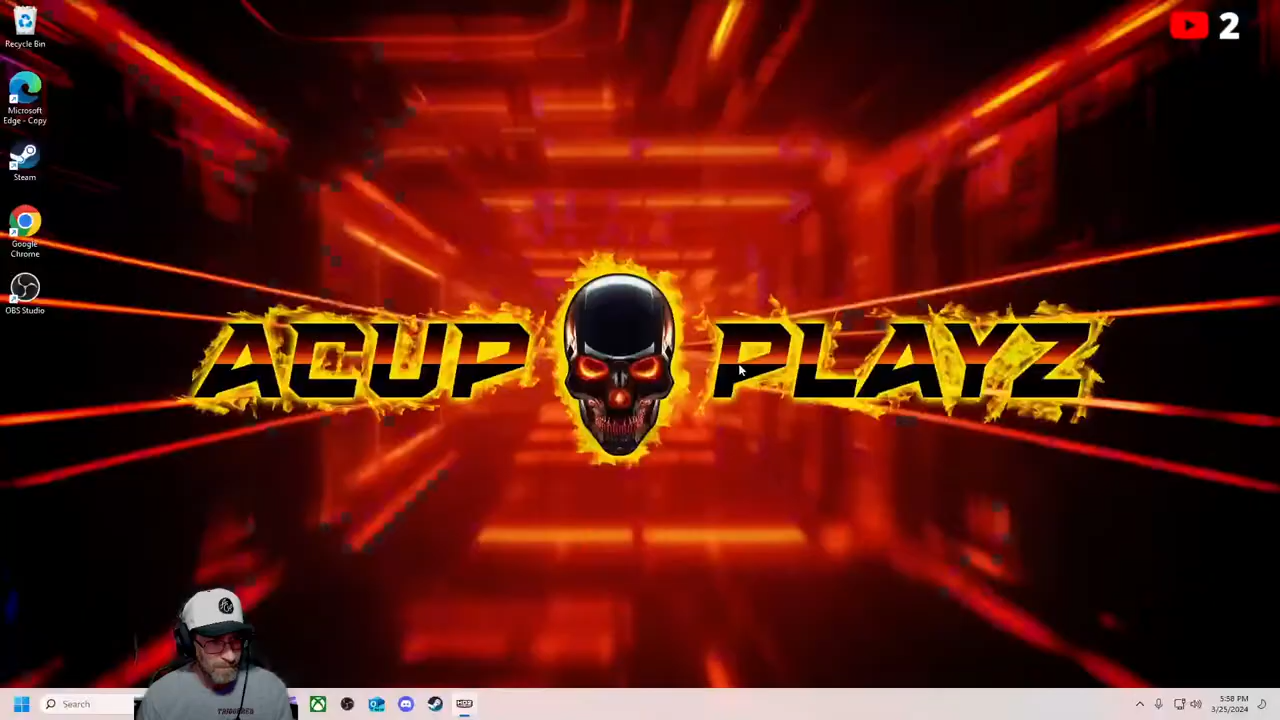 2
Recycle Bin
Microsoft
Edge - Copy
Steam
Google
Chrome
OBS Studio
ACUP PLAYZ
TRIGGERED
Search
5:58 PM
3/25/2024